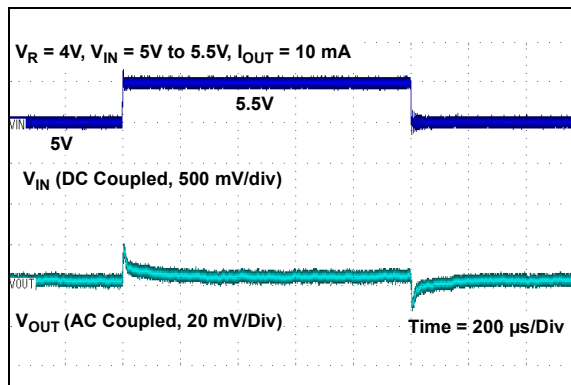 V_R = 4V, V_IN = 5V to 5.5V, I_OUT = 10 mA
5.5V
VIN
5V
V_IN (DC Coupled, 500 mV/div)
VOUT
V_OUT (AC Coupled, 20 mV/Div)
Time = 200 µs/Div